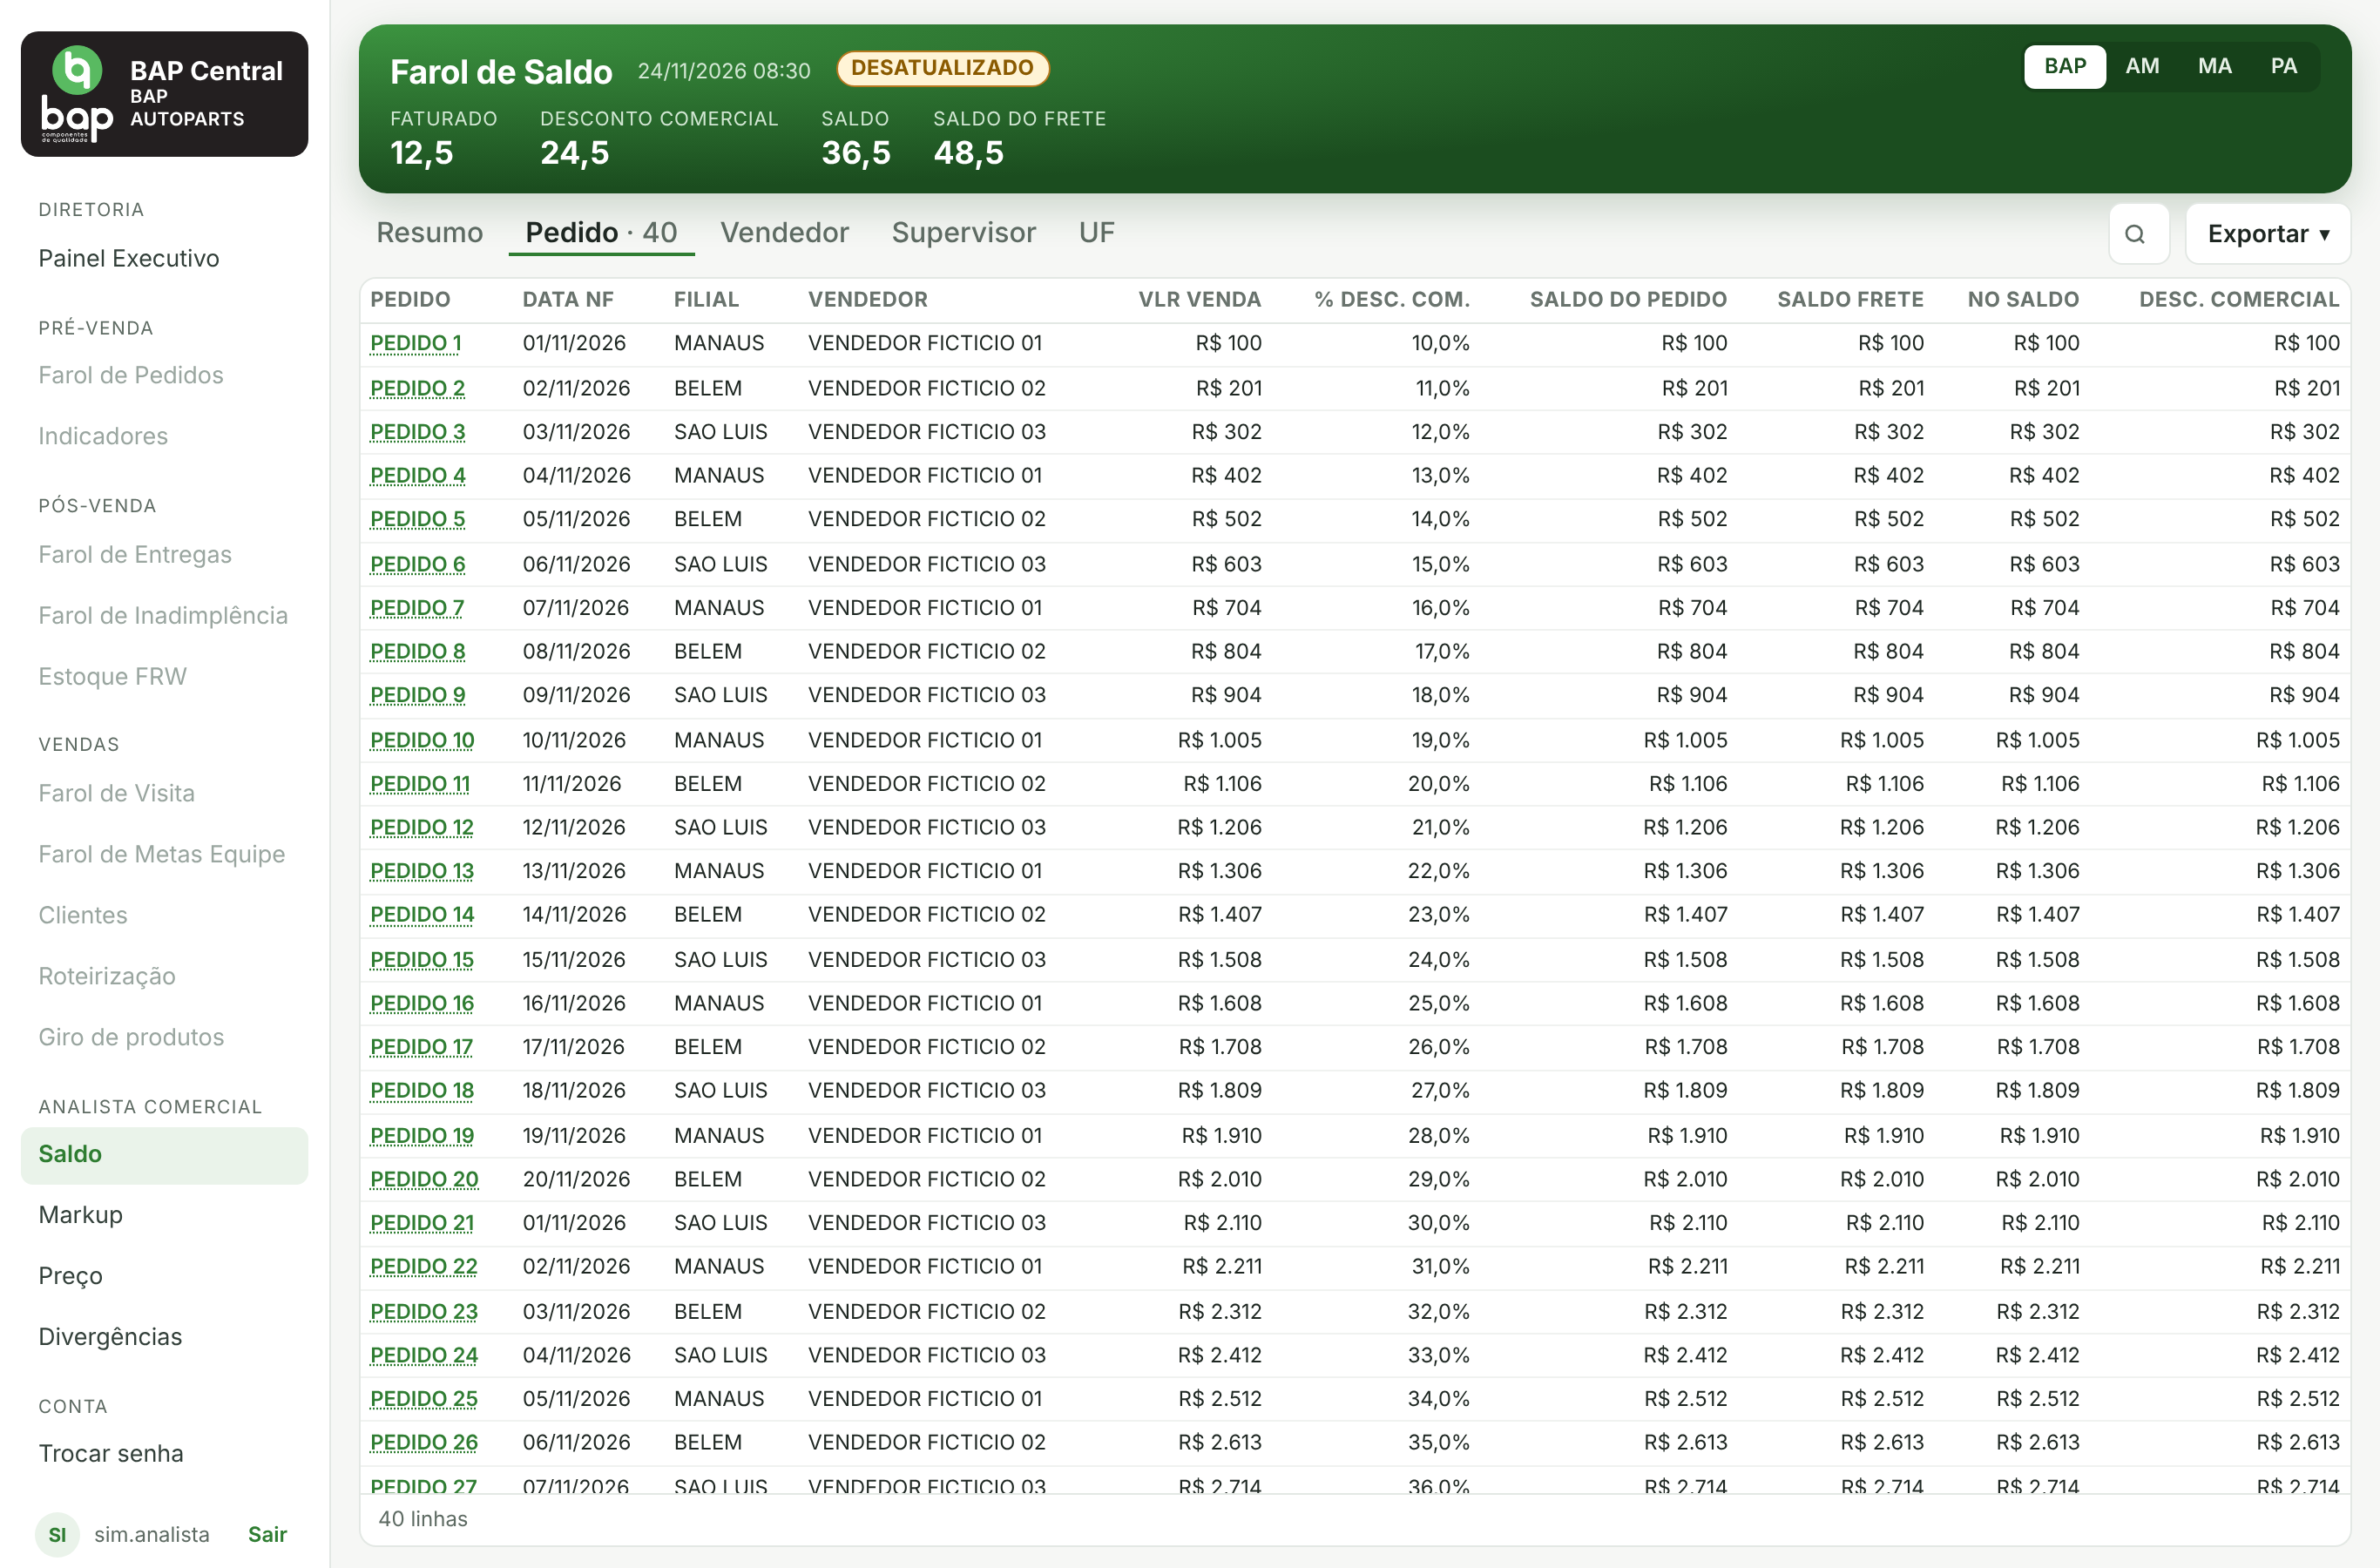 bap
componentes
de qualidade
BAP Central
BAP
AUTOPARTS
DIRETORIA
Painel Executivo
PRÉ-VENDA
Farol de Pedidos
Indicadores
PÓS-VENDA
Farol de Entregas
Farol de Inadimplência
Estoque FRW
VENDAS
Farol de Visita
Farol de Metas Equipe
Clientes
Roteirização
Giro de produtos
ANALISTA COMERCIAL
Saldo
Markup
Preço
Divergências
CONTA
Trocar senha
SI sim.analista Sair
Farol de Saldo 24/11/2026 08:30 DESATUALIZADO BAP AM MA PA
FATURADO DESCONTO COMERCIAL SALDO SALDO DO FRETE
12,5 24,5 36,5 48,5
Resumo Pedido · 40 Vendedor Supervisor UF Exportar ▾
PEDIDO DATA NF FILIAL VENDEDOR VLR VENDA % DESC. COM. SALDO DO PEDIDO SALDO FRETE NO SALDO DESC. COMERCIAL
PEDIDO 1 01/11/2026 MANAUS VENDEDOR FICTICIO 01 R$ 100 10,0% R$ 100 R$ 100 R$ 100 R$ 100
PEDIDO 2 02/11/2026 BELEM VENDEDOR FICTICIO 02 R$ 201 11,0% R$ 201 R$ 201 R$ 201 R$ 201
PEDIDO 3 03/11/2026 SAO LUIS VENDEDOR FICTICIO 03 R$ 302 12,0% R$ 302 R$ 302 R$ 302 R$ 302
PEDIDO 4 04/11/2026 MANAUS VENDEDOR FICTICIO 01 R$ 402 13,0% R$ 402 R$ 402 R$ 402 R$ 402
PEDIDO 5 05/11/2026 BELEM VENDEDOR FICTICIO 02 R$ 502 14,0% R$ 502 R$ 502 R$ 502 R$ 502
PEDIDO 6 06/11/2026 SAO LUIS VENDEDOR FICTICIO 03 R$ 603 15,0% R$ 603 R$ 603 R$ 603 R$ 603
PEDIDO 7 07/11/2026 MANAUS VENDEDOR FICTICIO 01 R$ 704 16,0% R$ 704 R$ 704 R$ 704 R$ 704
PEDIDO 8 08/11/2026 BELEM VENDEDOR FICTICIO 02 R$ 804 17,0% R$ 804 R$ 804 R$ 804 R$ 804
PEDIDO 9 09/11/2026 SAO LUIS VENDEDOR FICTICIO 03 R$ 904 18,0% R$ 904 R$ 904 R$ 904 R$ 904
PEDIDO 10 10/11/2026 MANAUS VENDEDOR FICTICIO 01 R$ 1.005 19,0% R$ 1.005 R$ 1.005 R$ 1.005 R$ 1.005
PEDIDO 11 11/11/2026 BELEM VENDEDOR FICTICIO 02 R$ 1.106 20,0% R$ 1.106 R$ 1.106 R$ 1.106 R$ 1.106
PEDIDO 12 12/11/2026 SAO LUIS VENDEDOR FICTICIO 03 R$ 1.206 21,0% R$ 1.206 R$ 1.206 R$ 1.206 R$ 1.206
PEDIDO 13 13/11/2026 MANAUS VENDEDOR FICTICIO 01 R$ 1.306 22,0% R$ 1.306 R$ 1.306 R$ 1.306 R$ 1.306
PEDIDO 14 14/11/2026 BELEM VENDEDOR FICTICIO 02 R$ 1.407 23,0% R$ 1.407 R$ 1.407 R$ 1.407 R$ 1.407
PEDIDO 15 15/11/2026 SAO LUIS VENDEDOR FICTICIO 03 R$ 1.508 24,0% R$ 1.508 R$ 1.508 R$ 1.508 R$ 1.508
PEDIDO 16 16/11/2026 MANAUS VENDEDOR FICTICIO 01 R$ 1.608 25,0% R$ 1.608 R$ 1.608 R$ 1.608 R$ 1.608
PEDIDO 17 17/11/2026 BELEM VENDEDOR FICTICIO 02 R$ 1.708 26,0% R$ 1.708 R$ 1.708 R$ 1.708 R$ 1.708
PEDIDO 18 18/11/2026 SAO LUIS VENDEDOR FICTICIO 03 R$ 1.809 27,0% R$ 1.809 R$ 1.809 R$ 1.809 R$ 1.809
PEDIDO 19 19/11/2026 MANAUS VENDEDOR FICTICIO 01 R$ 1.910 28,0% R$ 1.910 R$ 1.910 R$ 1.910 R$ 1.910
PEDIDO 20 20/11/2026 BELEM VENDEDOR FICTICIO 02 R$ 2.010 29,0% R$ 2.010 R$ 2.010 R$ 2.010 R$ 2.010
PEDIDO 21 01/11/2026 SAO LUIS VENDEDOR FICTICIO 03 R$ 2.110 30,0% R$ 2.110 R$ 2.110 R$ 2.110 R$ 2.110
PEDIDO 22 02/11/2026 MANAUS VENDEDOR FICTICIO 01 R$ 2.211 31,0% R$ 2.211 R$ 2.211 R$ 2.211 R$ 2.211
PEDIDO 23 03/11/2026 BELEM VENDEDOR FICTICIO 02 R$ 2.312 32,0% R$ 2.312 R$ 2.312 R$ 2.312 R$ 2.312
PEDIDO 24 04/11/2026 SAO LUIS VENDEDOR FICTICIO 03 R$ 2.412 33,0% R$ 2.412 R$ 2.412 R$ 2.412 R$ 2.412
PEDIDO 25 05/11/2026 MANAUS VENDEDOR FICTICIO 01 R$ 2.512 34,0% R$ 2.512 R$ 2.512 R$ 2.512 R$ 2.512
PEDIDO 26 06/11/2026 BELEM VENDEDOR FICTICIO 02 R$ 2.613 35,0% R$ 2.613 R$ 2.613 R$ 2.613 R$ 2.613
PEDIDO 27 07/11/2026 SAO LUIS VENDEDOR FICTICIO 03 R$ 2.714 36,0% R$ 2.714 R$ 2.714 R$ 2.714 R$ 2.714
40 linhas